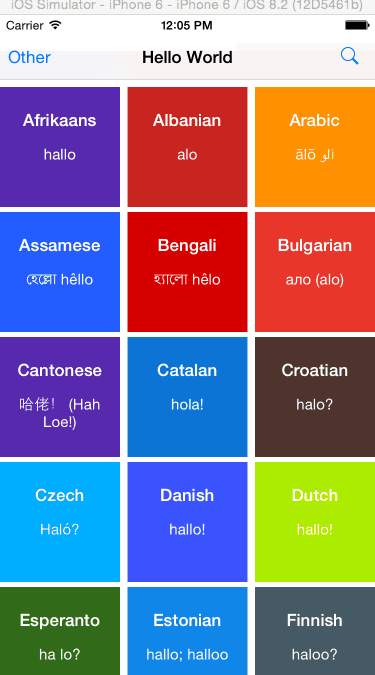 iOS Simulator - iPhone 6 - iPhone 6 / iOS 8.2 (12D5461b)
Carrier 12:05 PM
Other Hello World
Afrikaans Albanian Arabic
hallo alo ālō ألو
Assamese Bengali Bulgarian
হেল্লো hêllo হ্যালো hêlo ало (alo)
Cantonese Catalan Croatian
哈佬! (Hah hola! halo?
Loe!)
Czech Danish Dutch
Haló? hallo! hallo!
Esperanto Estonian Finnish
ha lo? hallo; halloo haloo?